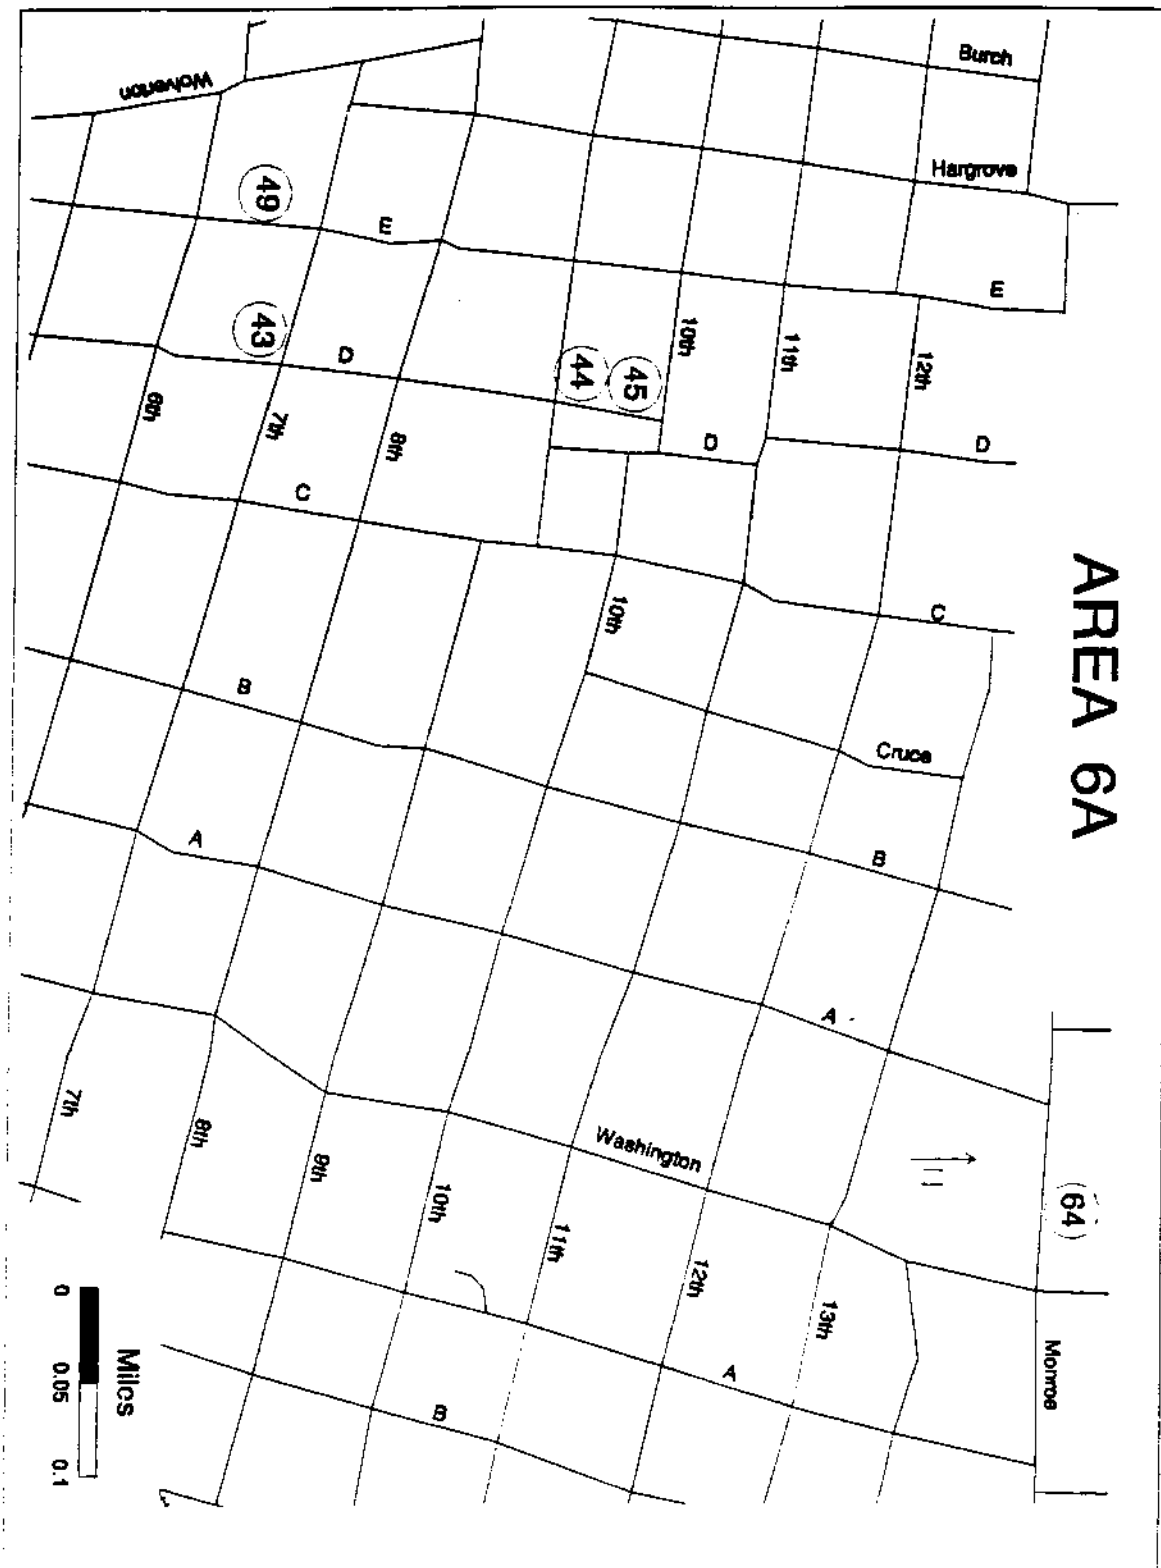 AREA 6A
Burch
Wolverton
Hargrove
49
E
E
43
D
10th
11th
12th
44
45
6th
7th
8th
D
D
C
10th
C
B
Cruce
A
B
A
7th
8th
9th
10th
Washington
11th
12th
13th
64
Monroe
A
B
Miles
0
0.05
0.1